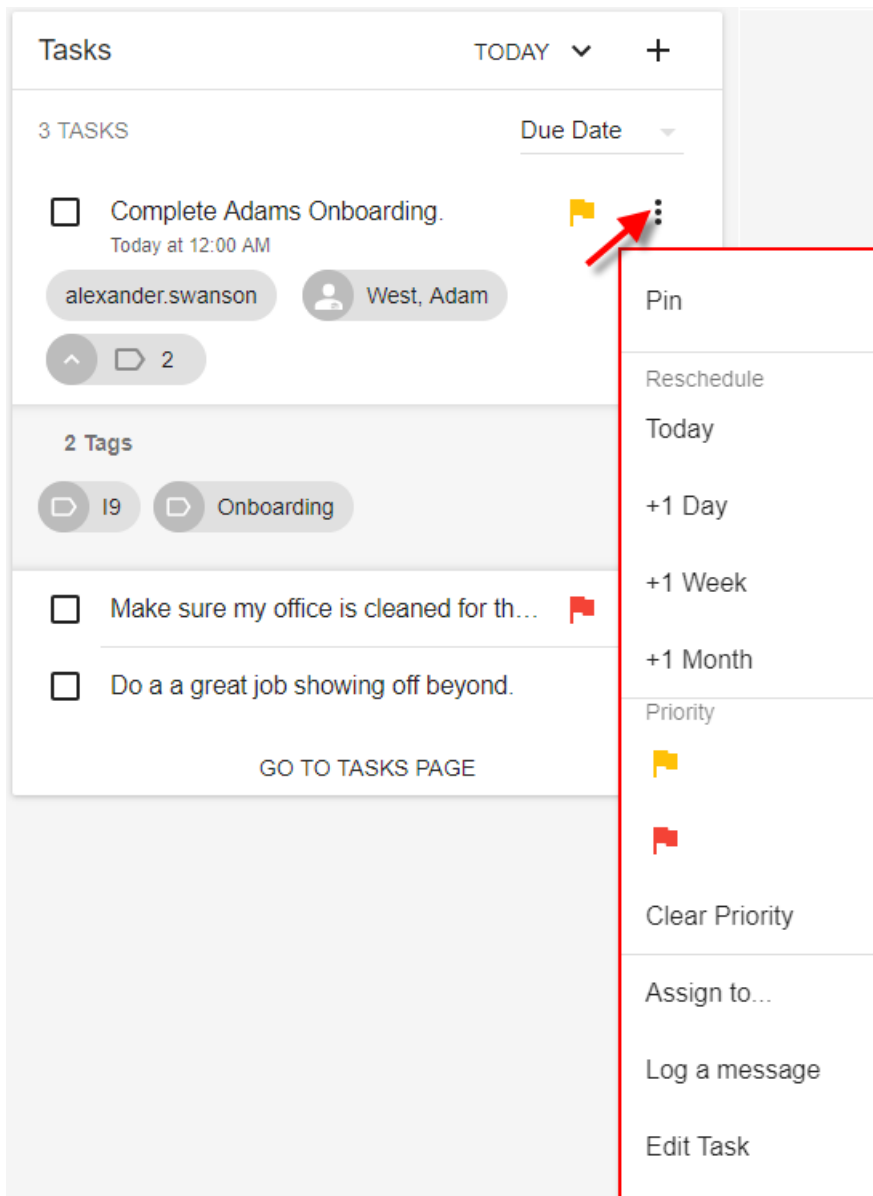 Tasks TODAY
3 TASKS Due Date
Complete Adams Onboarding.
Today at 12:00 AM
alexander.swanson West, Adam
2
2 Tags
I9 Onboarding
Make sure my office is cleaned for th...
Do a a great job showing off beyond.
GO TO TASKS PAGE
Pin
Reschedule
Today
+1 Day
+1 Week
+1 Month
Priority
Clear Priority
Assign to...
Log a message
Edit Task